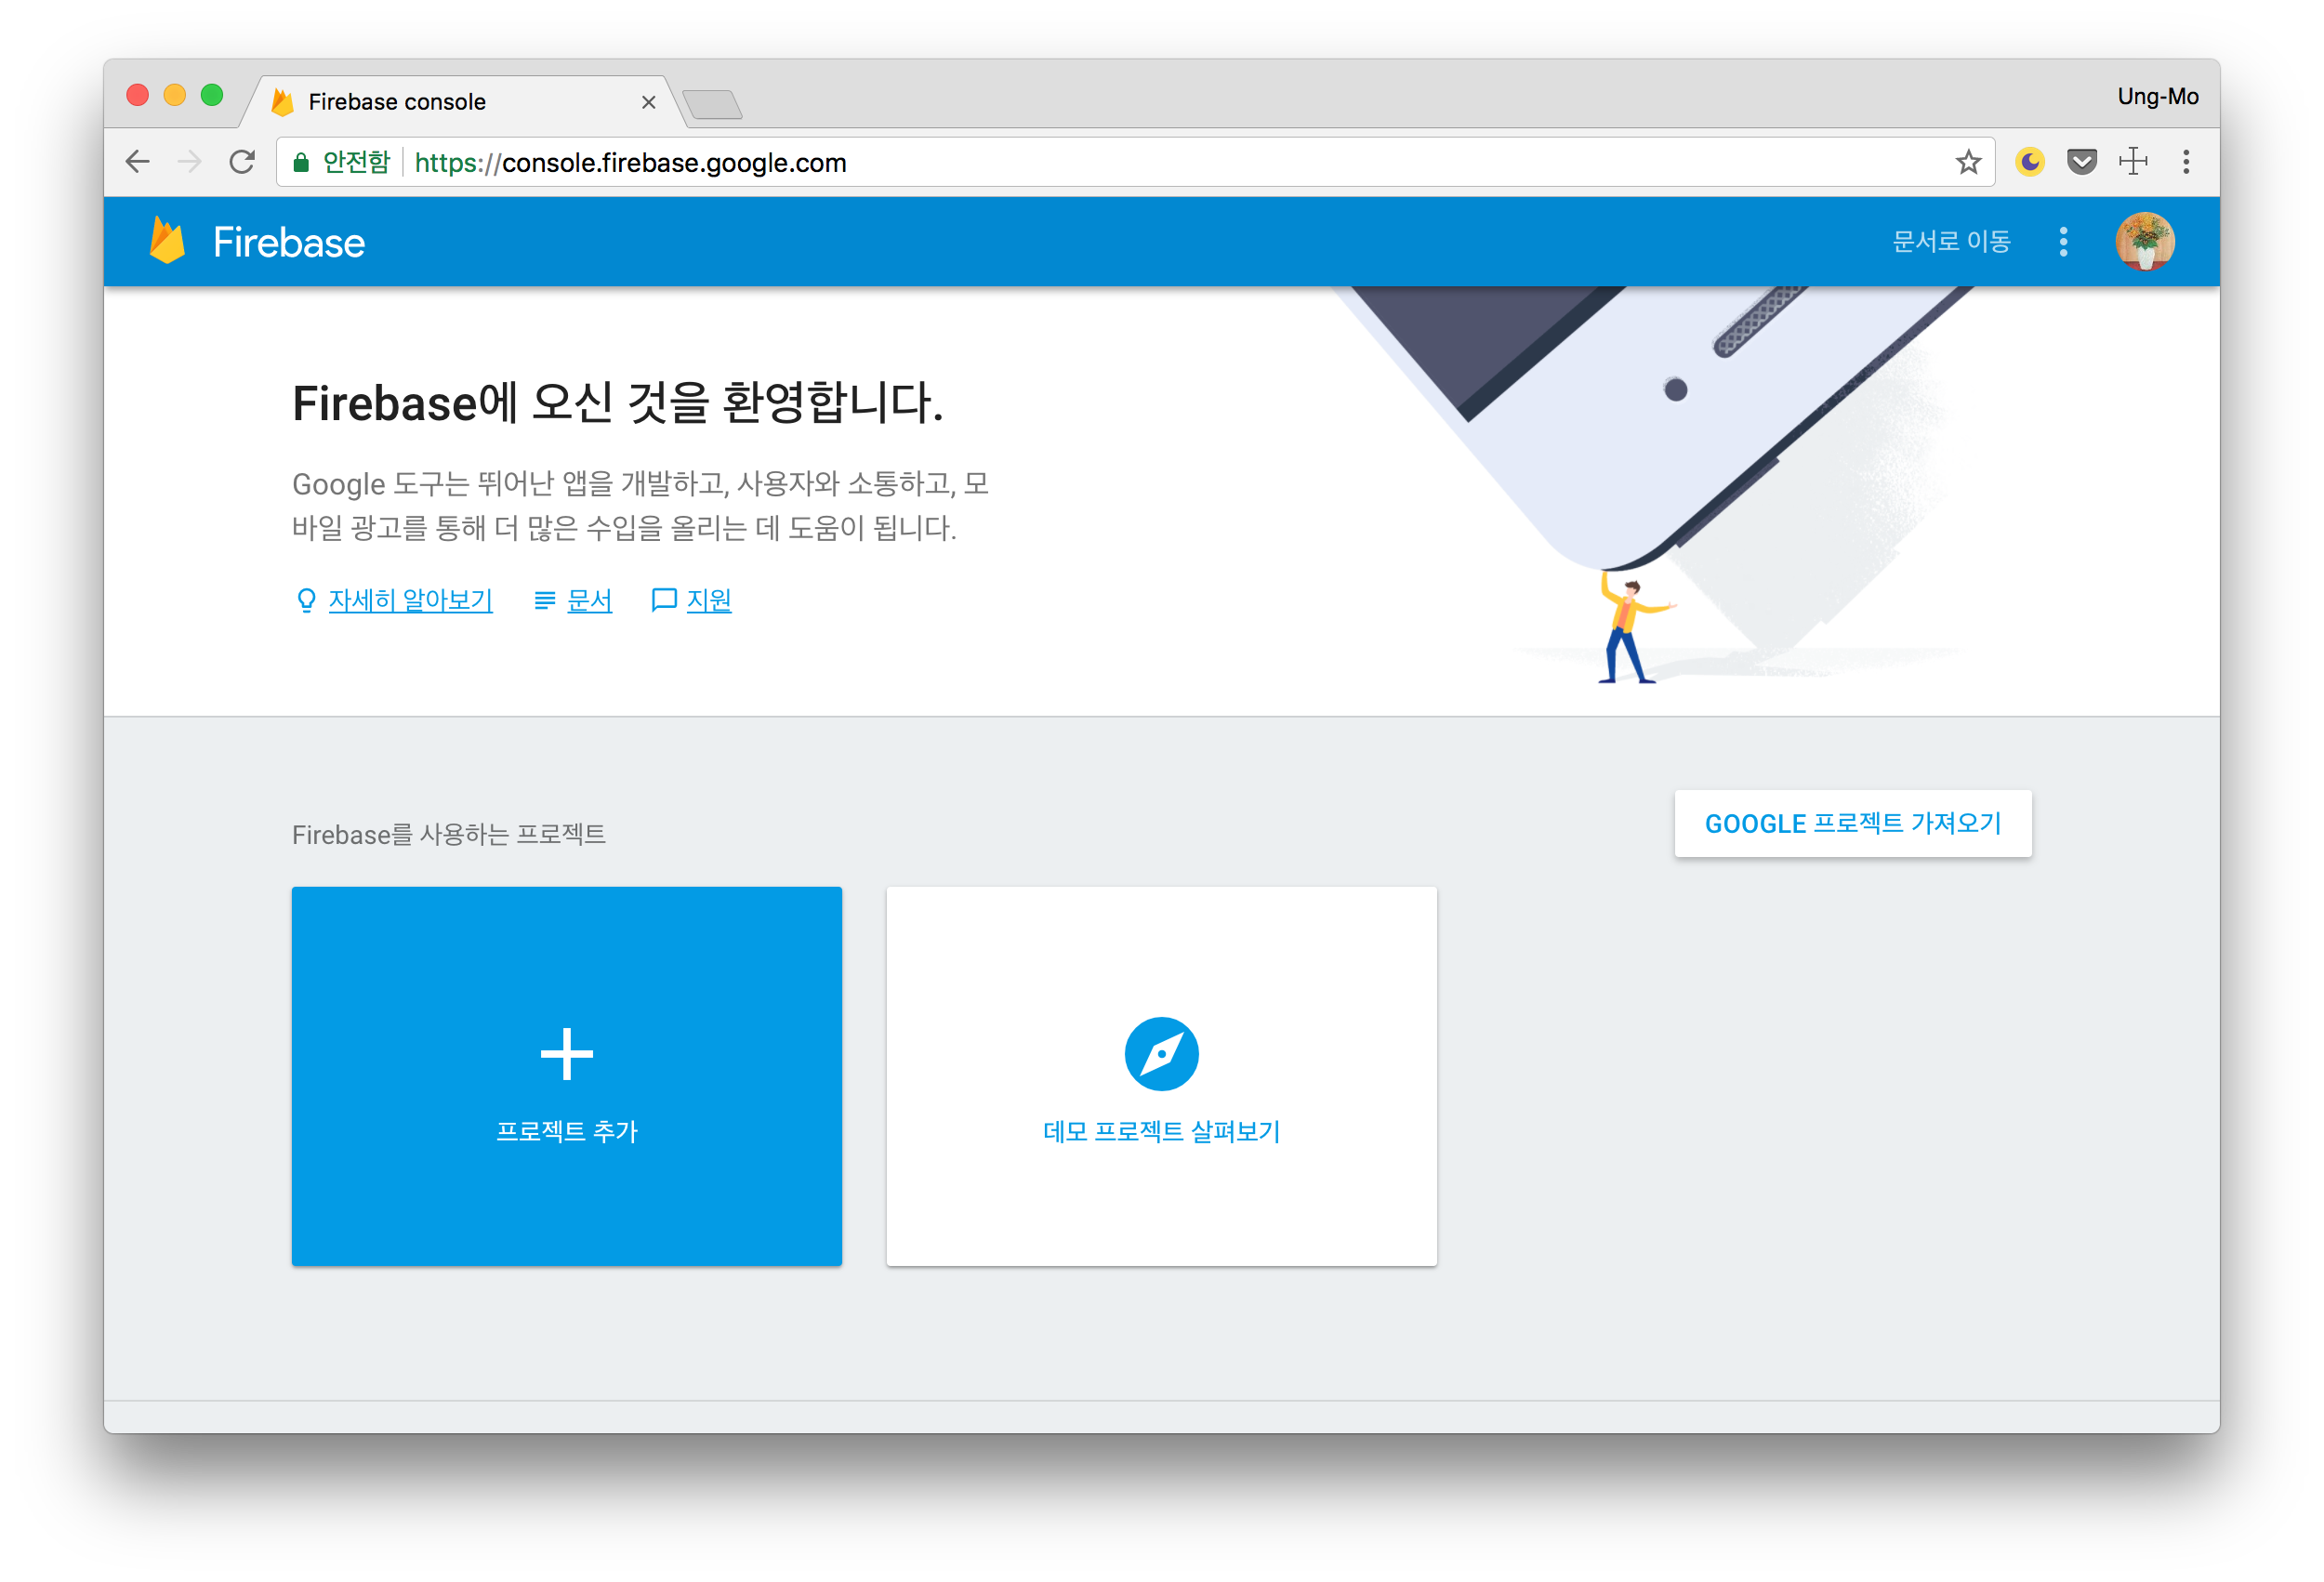 Firebase console
Ung-Mo
안전함
https://console.firebase.google.com
Firebase
문서로 이동
Firebase에 오신 것을 환영합니다.
Google 도구는 뛰어난 앱을 개발하고, 사용자와 소통하고, 모
바일 광고를 통해 더 많은 수입을 올리는 데 도움이 됩니다.
자세히 알아보기 문서 지원
Firebase를 사용하는 프로젝트
GOOGLE 프로젝트 가져오기
프로젝트 추가
데모 프로젝트 살펴보기